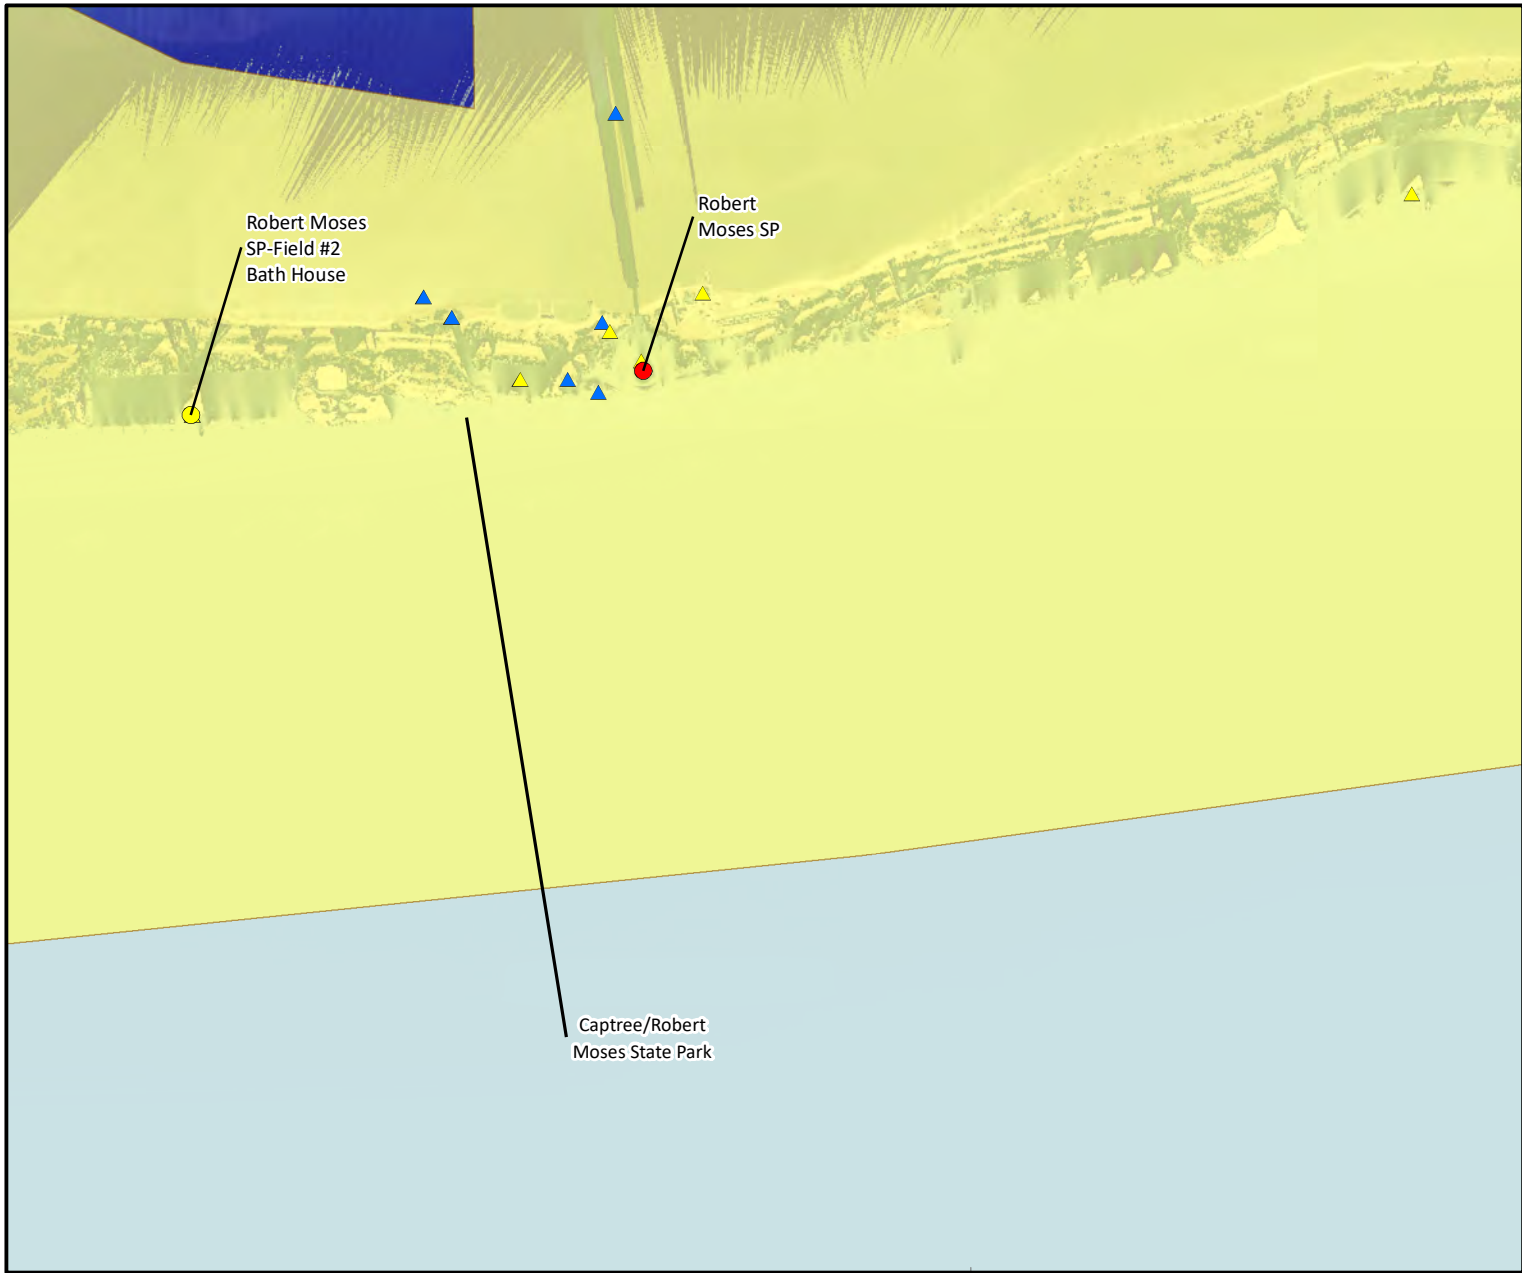 Robert Moses
SP-Field #2
Bath House
Robert
Moses SP
Captree/Robert
Moses State Park